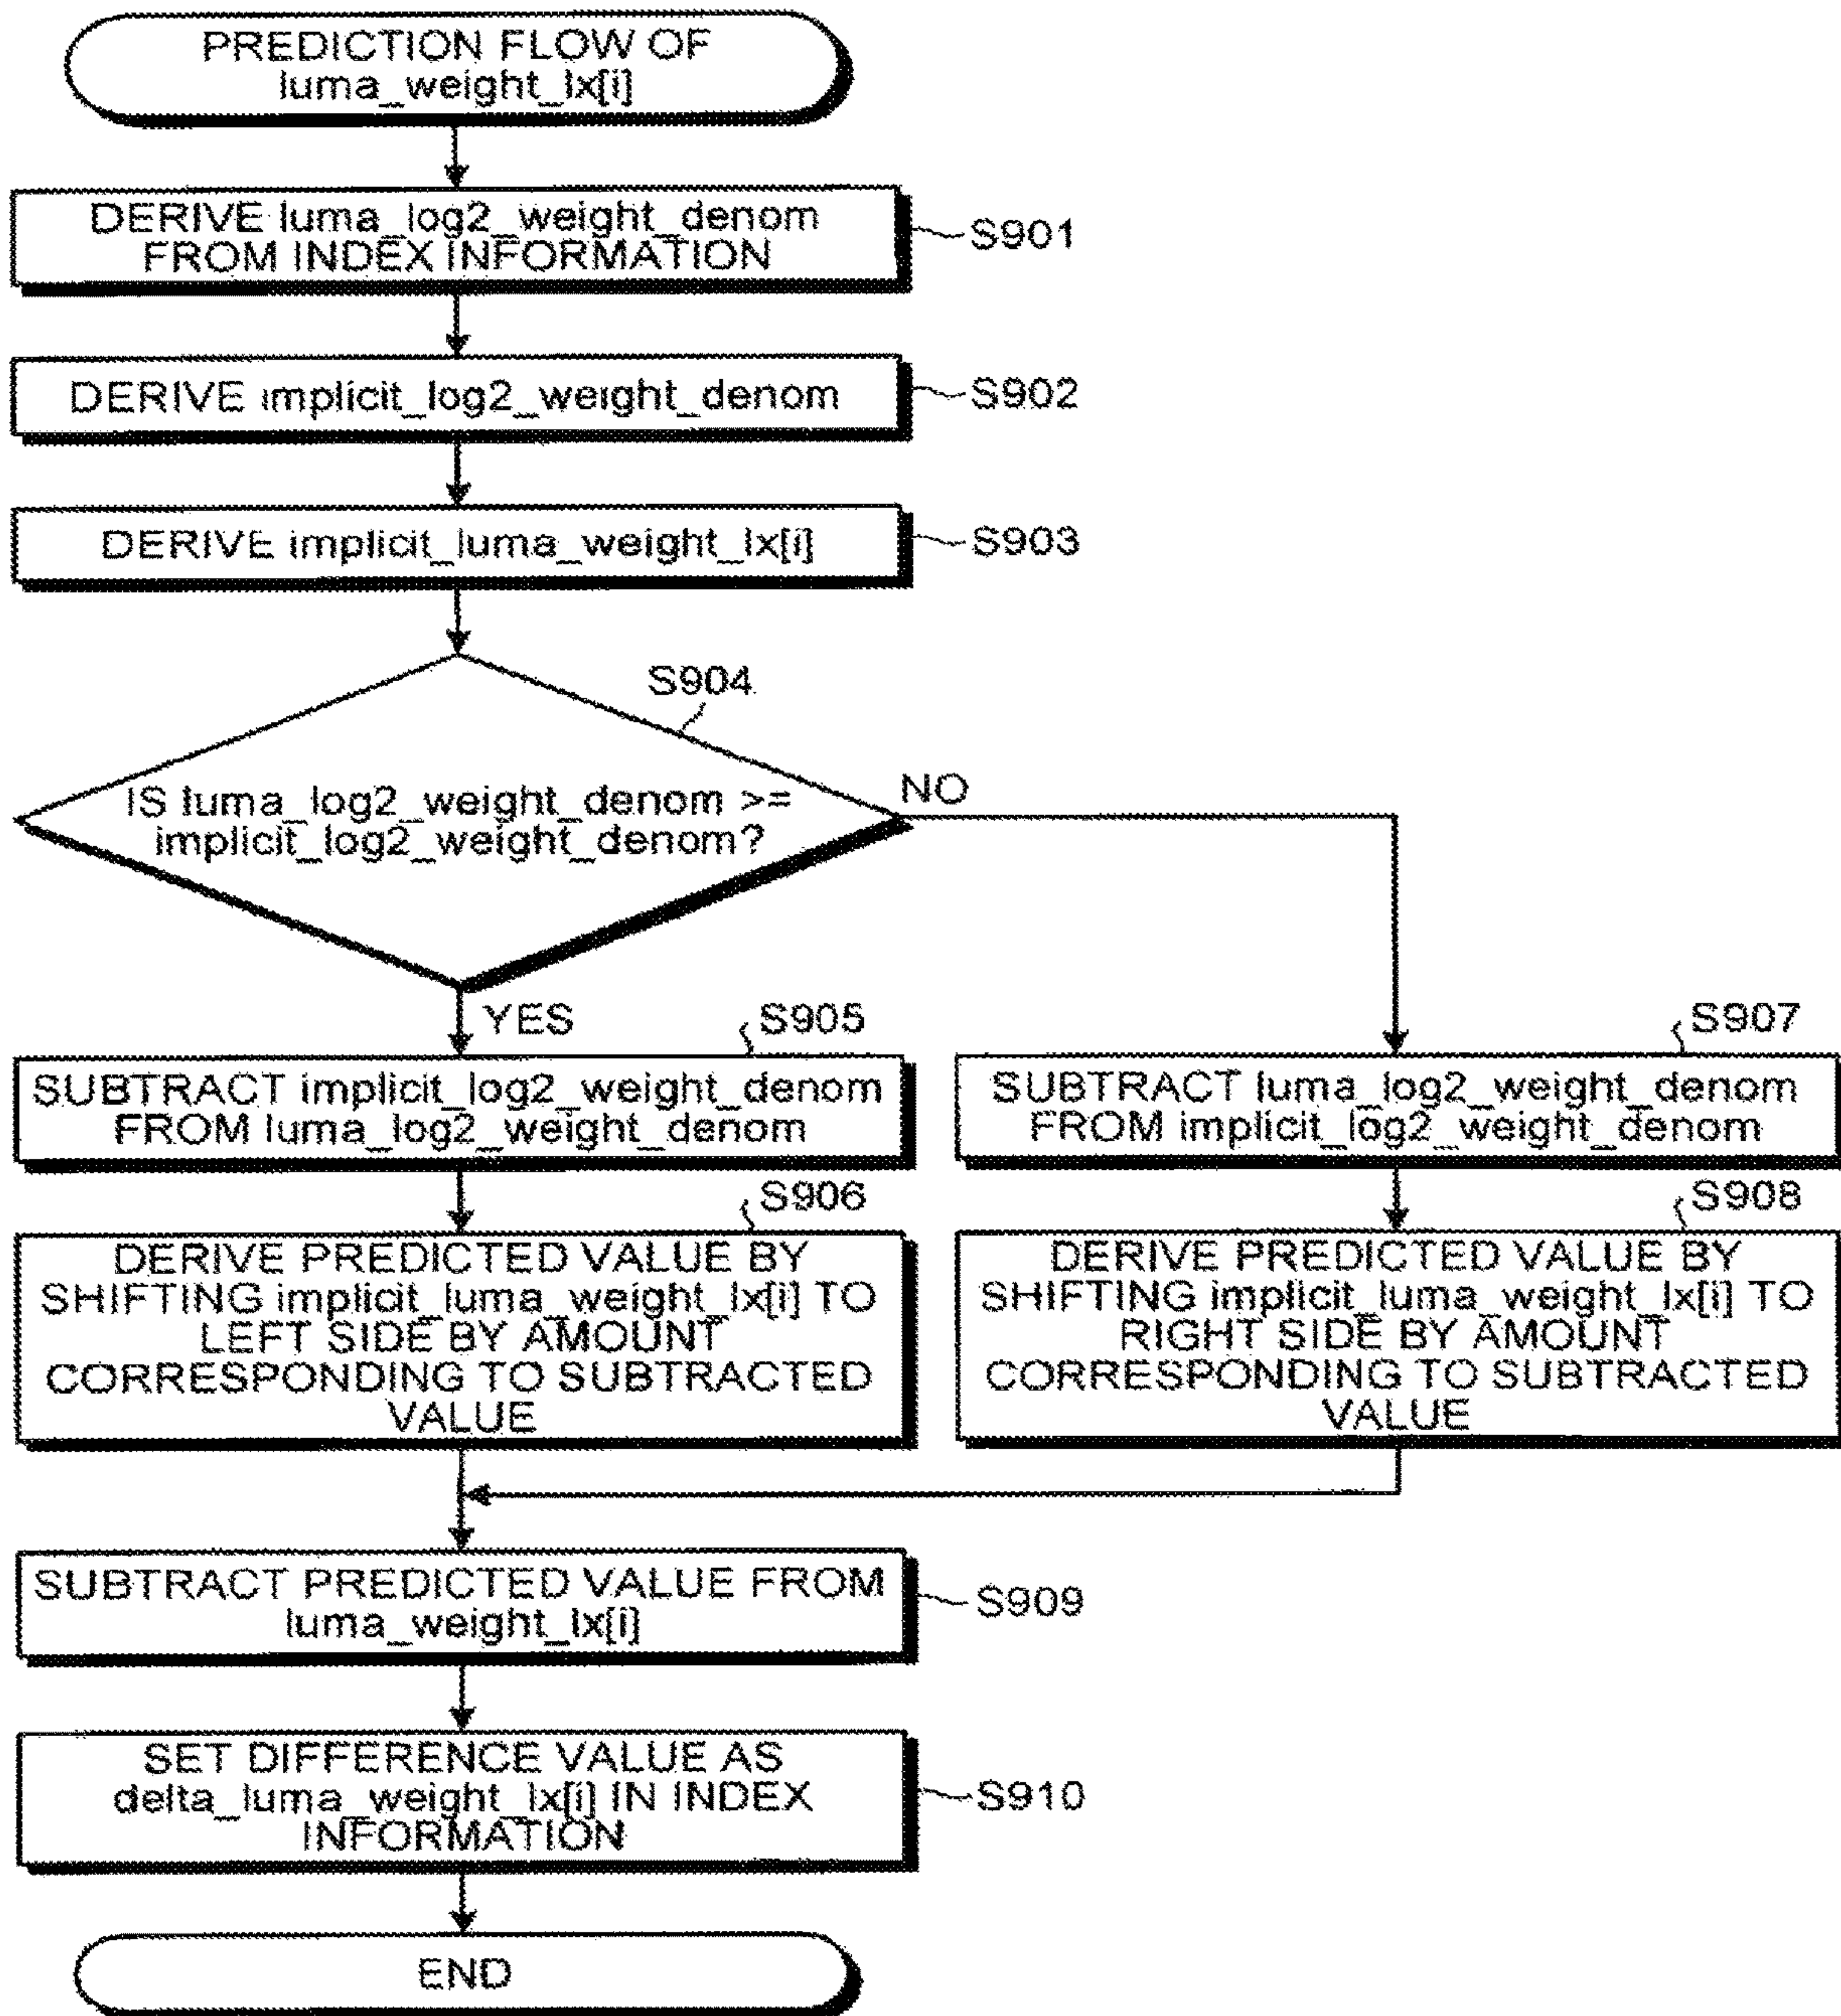 PREDICTION FLOW OF
luma_weight_lx[i]
DERIVE luma_log2_weight_denom
FROM INDEX INFORMATION
S901
DERIVE implicit_log2_weight_denom
S902
DERIVE implicit_luma_weight_lx[i]
S903
S904
IS luma_log2_weight_denom >=
implicit_log2_weight_denom?
NO
YES
S905
SUBTRACT implicit_log2_weight_denom
FROM luma_log2_weight_denom
S907
SUBTRACT luma_log2_weight_denom
FROM implicit_log2_weight_denom
S906
DERIVE PREDICTED VALUE BY
SHIFTING implicit_luma_weight_lx[i] TO
LEFT SIDE BY AMOUNT
CORRESPONDING TO SUBTRACTED
VALUE
S908
DERIVE PREDICTED VALUE BY
SHIFTING implicit_luma_weight_lx[i] TO
RIGHT SIDE BY AMOUNT
CORRESPONDING TO SUBTRACTED
VALUE
SUBTRACT PREDICTED VALUE FROM
luma_weight_lx[i]
S909
SET DIFFERENCE VALUE AS
delta_luma_weight_lx[i] IN INDEX
INFORMATION
S910
END